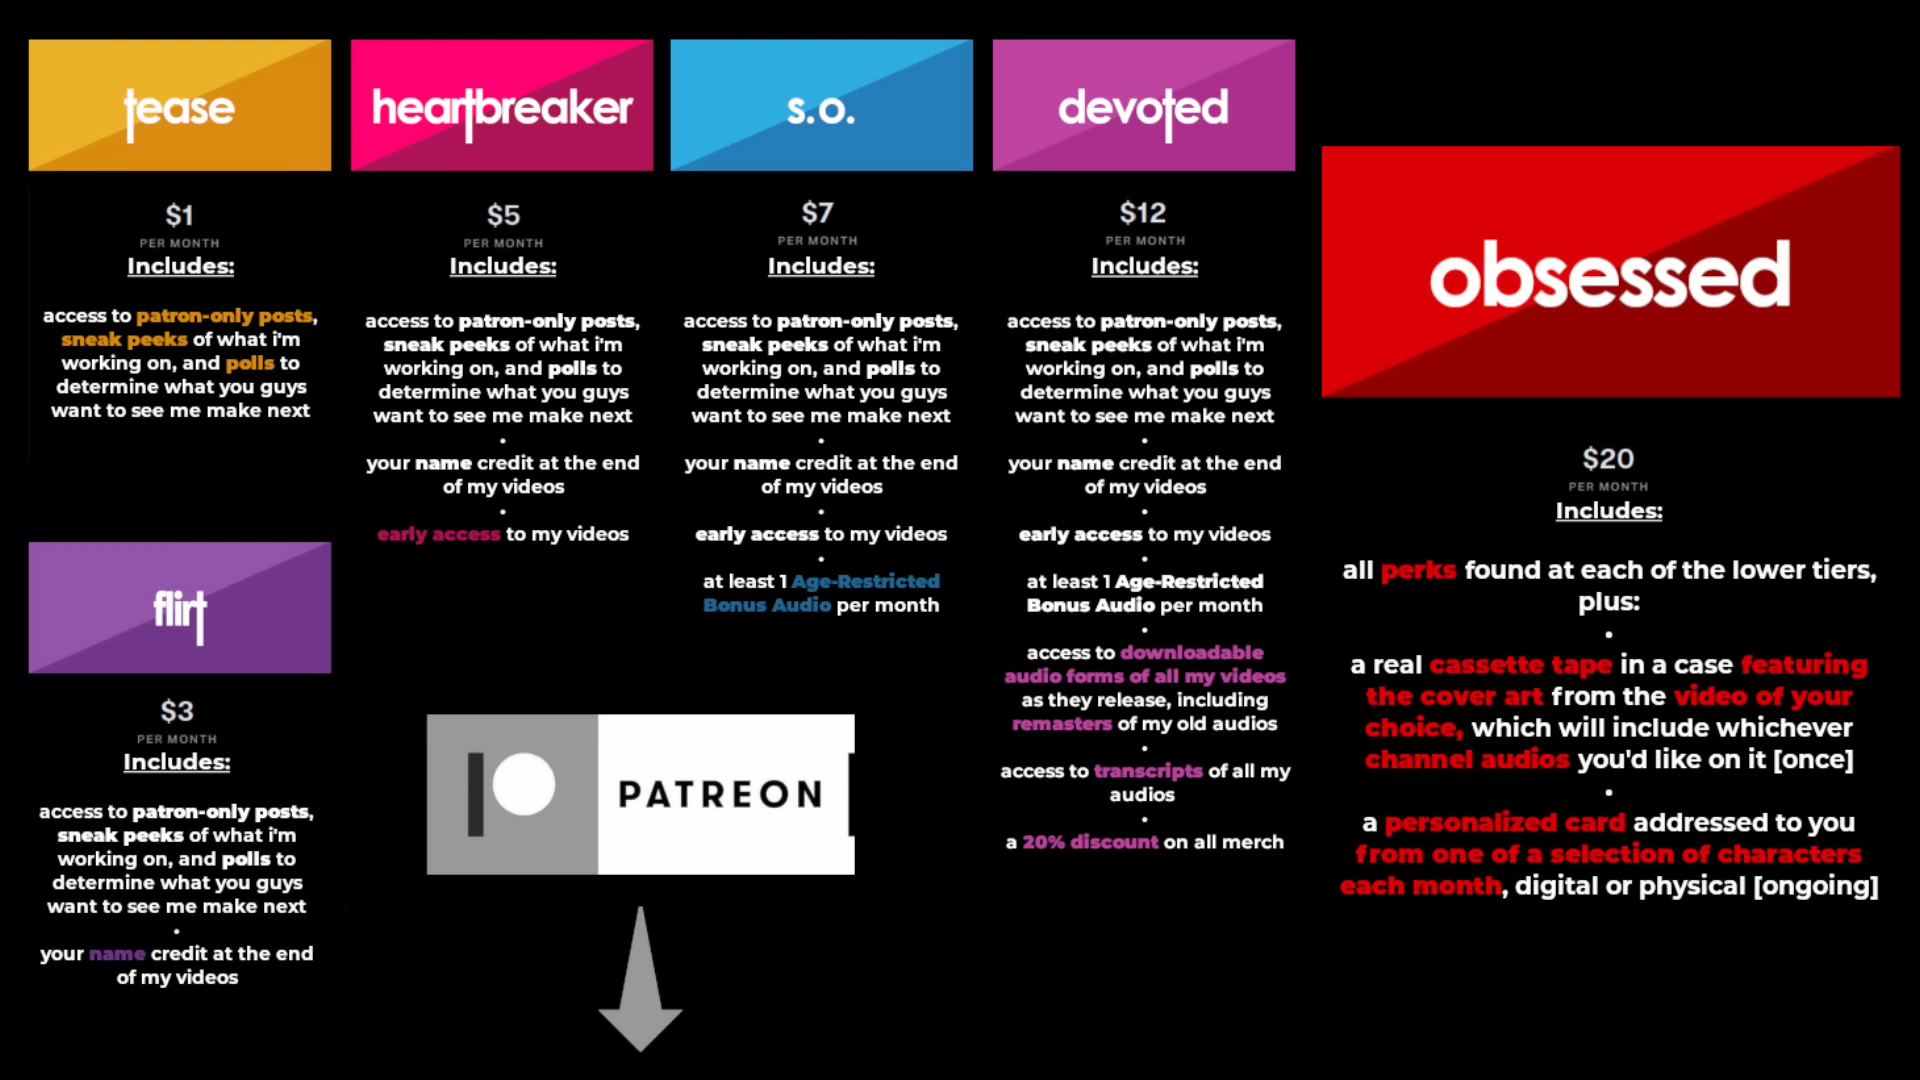 tease
$1
PER MONTH
Includes:
access to patron-only posts,
sneak peeks of what i'm
working on, and polls to
determine what you guys
want to see me make next
flirt
$3
PER MONTH
Includes:
access to patron-only posts,
sneak peeks of what i'm
working on, and polls to
determine what you guys
want to see me make next
•
your name credit at the end
of my videos
heartbreaker
$5
PER MONTH
Includes:
access to patron-only posts,
sneak peeks of what i'm
working on, and polls to
determine what you guys
want to see me make next
•
your name credit at the end
of my videos
•
early access to my videos
s.o.
$7
PER MONTH
Includes:
access to patron-only posts,
sneak peeks of what i'm
working on, and polls to
determine what you guys
want to see me make next
•
your name credit at the end
of my videos
•
early access to my videos
•
at least 1 Age-Restricted
Bonus Audio per month
devoted
$12
PER MONTH
Includes:
access to patron-only posts,
sneak peeks of what i'm
working on, and polls to
determine what you guys
want to see me make next
•
your name credit at the end
of my videos
•
early access to my videos
•
at least 1 Age-Restricted
Bonus Audio per month
•
access to downloadable
audio forms of all my videos
as they release, including
remasters of my old audios
•
access to transcripts of all my
audios
•
a 20% discount on all merch
obsessed
$20
PER MONTH
Includes:
all perks found at each of the lower tiers,
plus:
•
a real cassette tape in a case featuring
the cover art from the video of your
choice, which will include whichever
channel audios you'd like on it [once]
•
a personalized card addressed to you
from one of a selection of characters
each month, digital or physical [ongoing]
PATREON